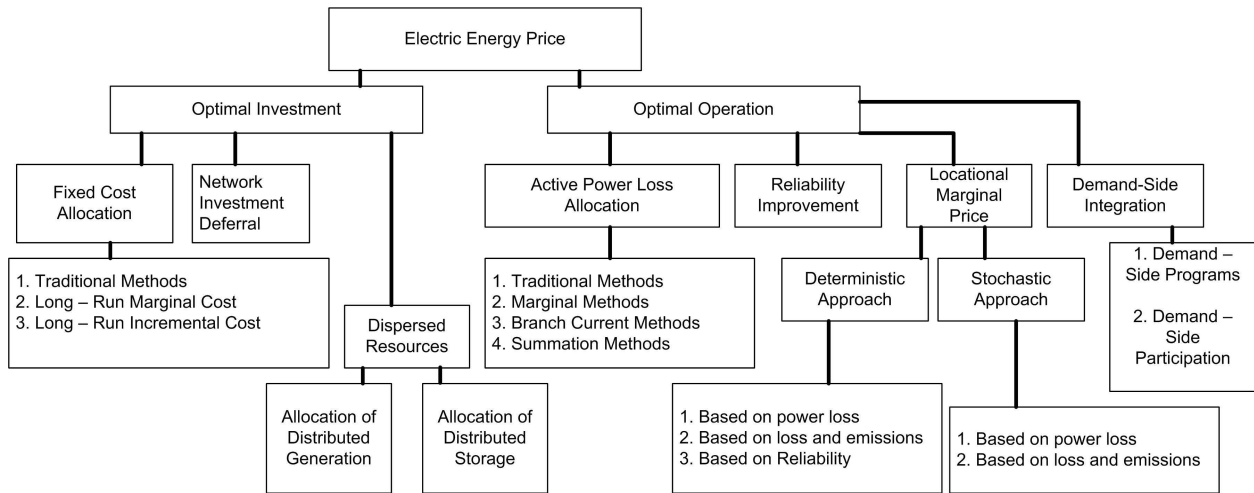 Electric Energy Price
Optimal Investment
Optimal Operation
Fixed Cost
Allocation
Network
Investment
Deferral
Active Power Loss
Allocation
Reliability
Improvement
Locational
Marginal
Price
Demand-Side
Integration
1. Traditional Methods
2. Long – Run Marginal Cost
3. Long – Run Incremental Cost
Dispersed
Resources
1. Traditional Methods
2. Marginal Methods
3. Branch Current Methods
4. Summation Methods
Deterministic
Approach
Stochastic
Approach
1. Demand –
Side Programs
2. Demand –
Side
Participation
Allocation of
Distributed
Generation
Allocation of
Distributed
Storage
1. Based on power loss
2. Based on loss and emissions
3. Based on Reliability
1. Based on power loss
2. Based on loss and emissions